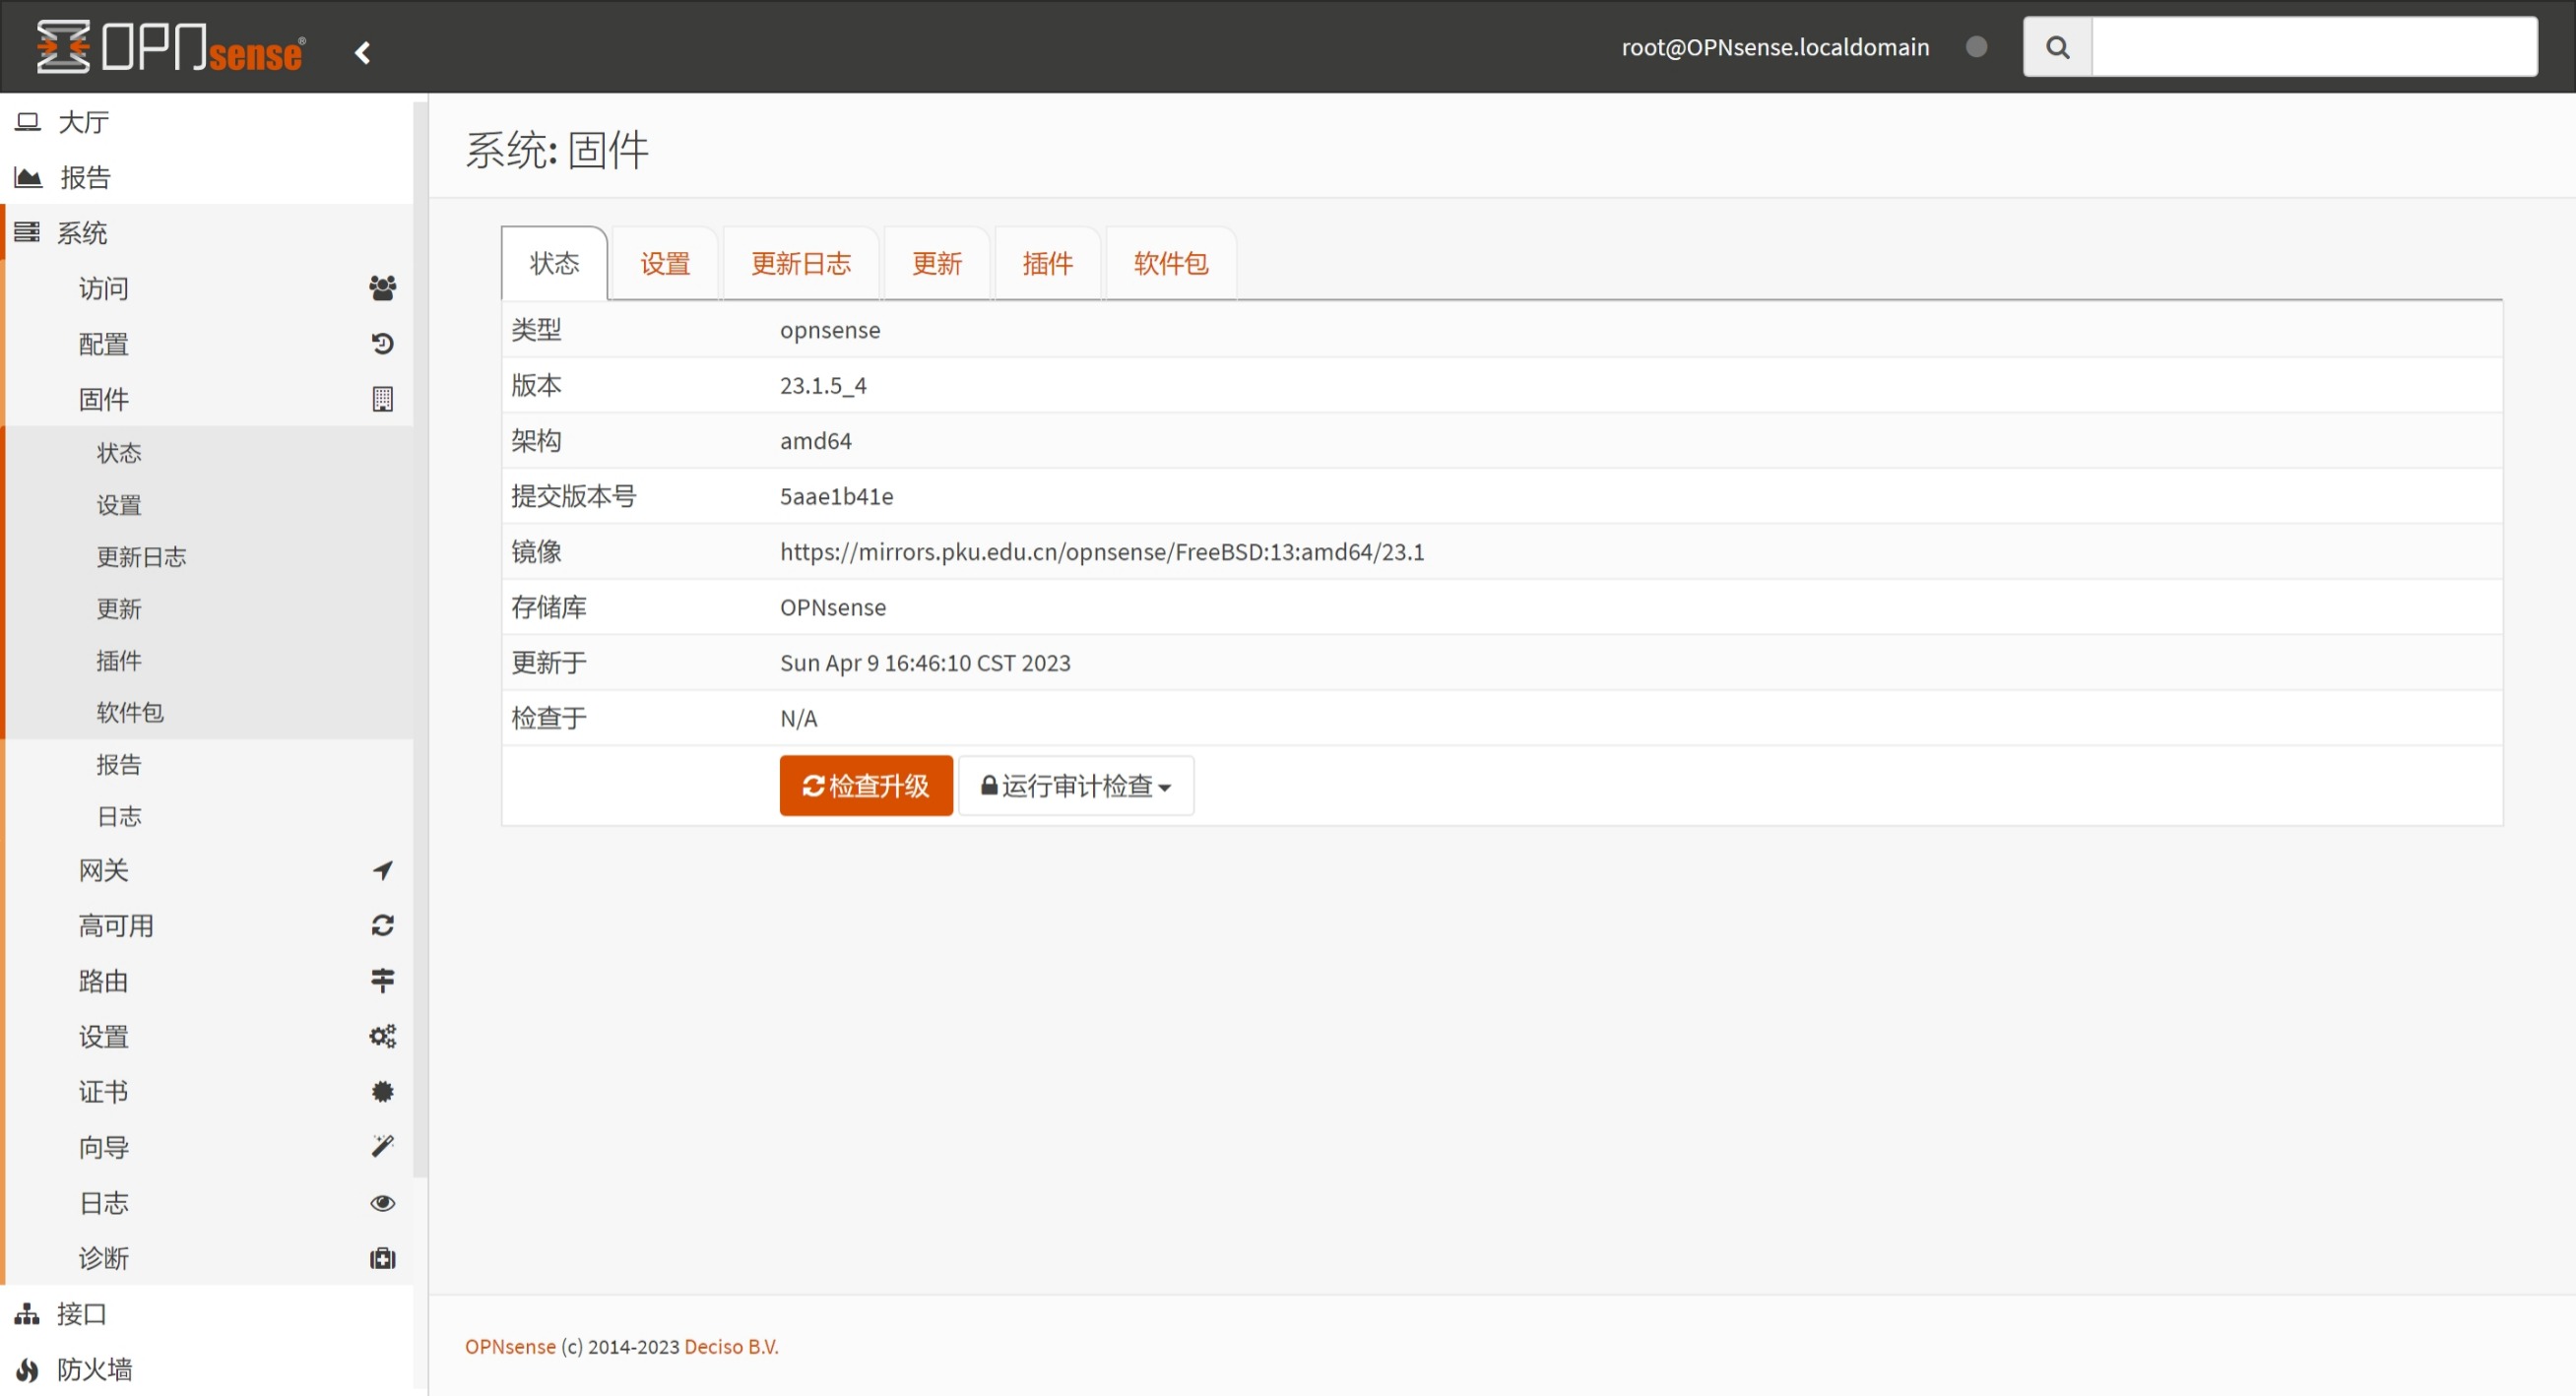 OPNsense®
root@OPNsense.localdomain
大厅
报告
系统
访问
配置
固件
状态
设置
更新日志
更新
插件
软件包
报告
日志
网关
高可用
路由
设置
证书
向导
日志
诊断
接口
防火墙
系统: 固件
状态 设置 更新日志 更新 插件 软件包
类型 opnsense
版本 23.1.5_4
架构 amd64
提交版本号 5aae1b41e
镜像 https://mirrors.pku.edu.cn/opnsense/FreeBSD:13:amd64/23.1
存储库 OPNsense
更新于 Sun Apr 9 16:46:10 CST 2023
检查于 N/A
检查升级 运行审计检查
OPNsense (c) 2014-2023 Deciso B.V.